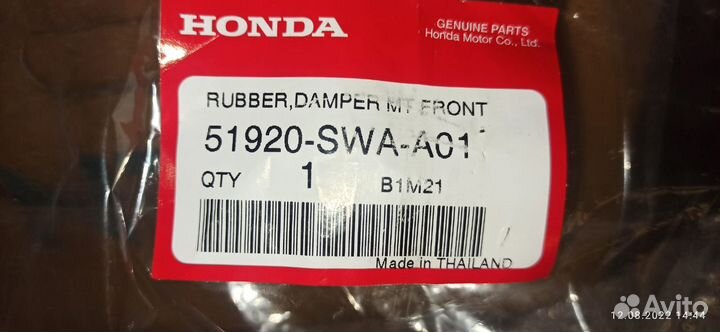 HONDA
GENUINE PARTS
Honda Motor Co., Ltd.
RUBBER,DAMPER MT FRONT
51920-SWA-A01
QTY 1 B1M21
Made in THAILAND
12.08.2022 14:44
Avito